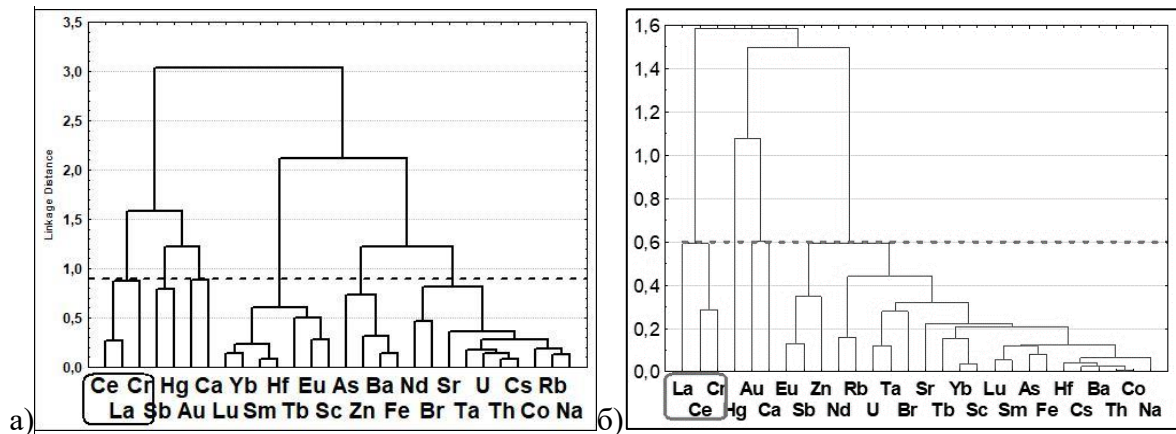 3,5
3,0
2,5
2,0
1,5
1,0
0,5
0,0
Linkage Distance
Ce Cr Hg Ca Yb Hf Eu As Ba Nd Sr U Cs Rb
La Sb Au Lu Sm Tb Sc Zn Fe Br Ta Th Co Na
а)
1,6
1,4
1,2
1,0
0,8
0,6
0,4
0,2
0,0
La Cr Au Eu Zn Rb Ta Sr Yb Lu As Hf Ba Co
Ce Hg Ca Sb Nd U Br Tb Sc Sm Fe Cs Th Na
б)